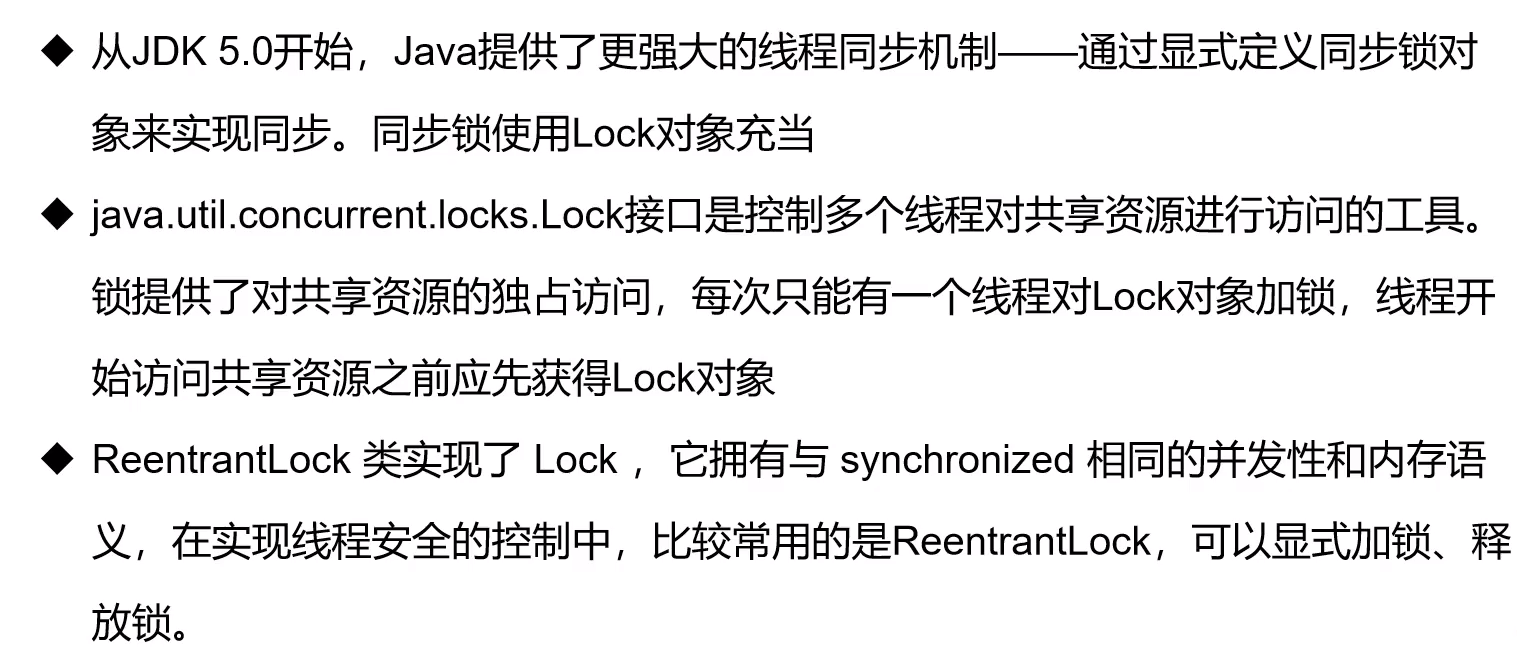 ◆ 从JDK 5.0开始，Java提供了更强大的线程同步机制——通过显式定义同步锁对
象来实现同步。同步锁使用Lock对象充当
◆ java.util.concurrent.locks.Lock接口是控制多个线程对共享资源进行访问的工具。
锁提供了对共享资源的独占访问，每次只能有一个线程对Lock对象加锁，线程开
始访问共享资源之前应先获得Lock对象
◆ ReentrantLock 类实现了 Lock ，它拥有与 synchronized 相同的并发性和内存语
义，在实现线程安全的控制中，比较常用的是ReentrantLock，可以显式加锁、释
放锁。